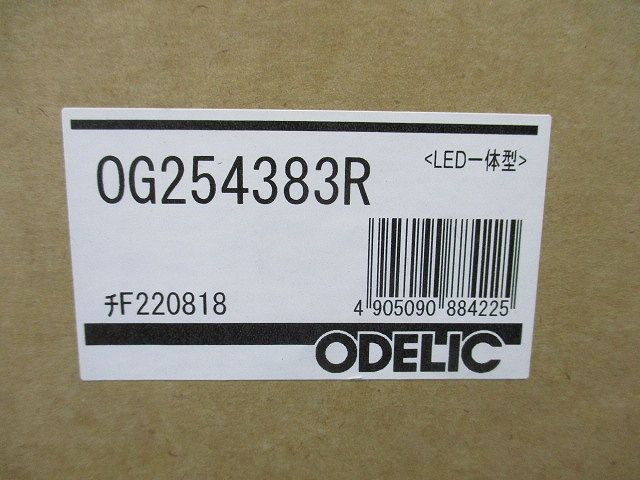 OG254383R
<LED一体型>
ﾁF220818
4 905090 884225
ODELIC